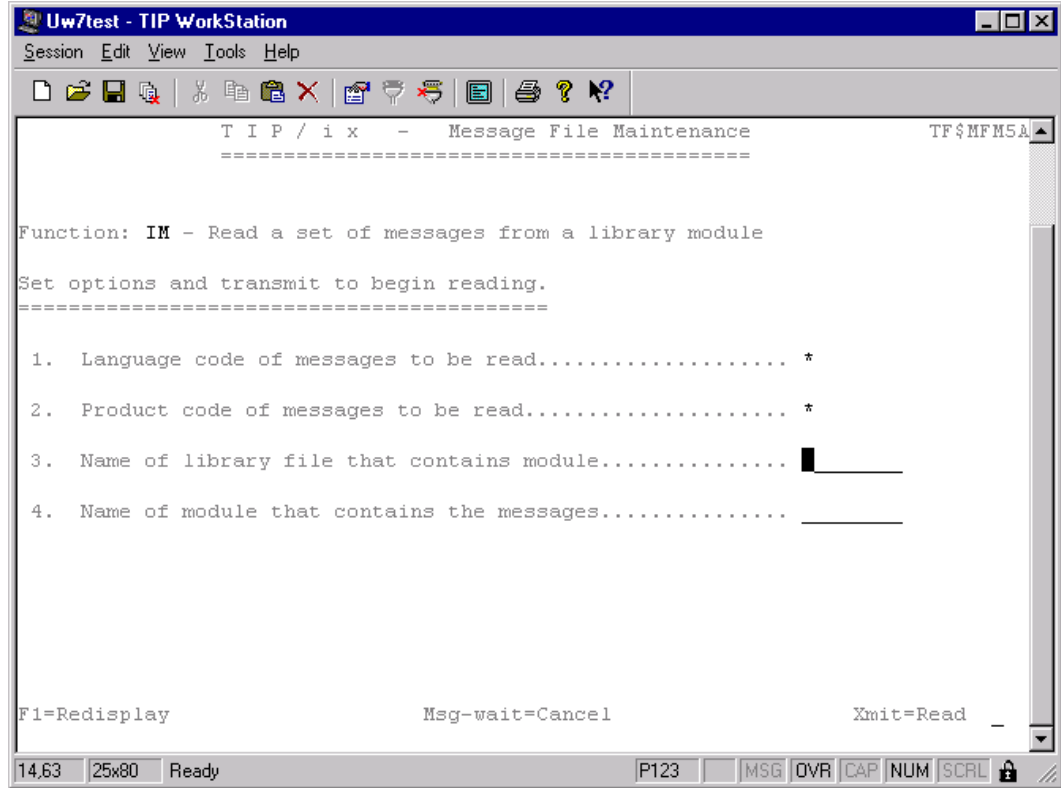 Uw7test - TIP WorkStation
Session Edit View Tools Help
T I P / i x - Message File Maintenance TF$MFM5A
==========================================
Function: IM - Read a set of messages from a library module
Set options and transmit to begin reading.
==========================================
1. Language code of messages to be read.................... *
2. Product code of messages to be read..................... *
3. Name of library file that contains module............... ________
4. Name of module that contains the messages............... ________
F1=Redisplay Msg-wait=Cancel Xmit=Read _
14,63 25x80 Ready P123 MSG OVR CAP NUM SCRL